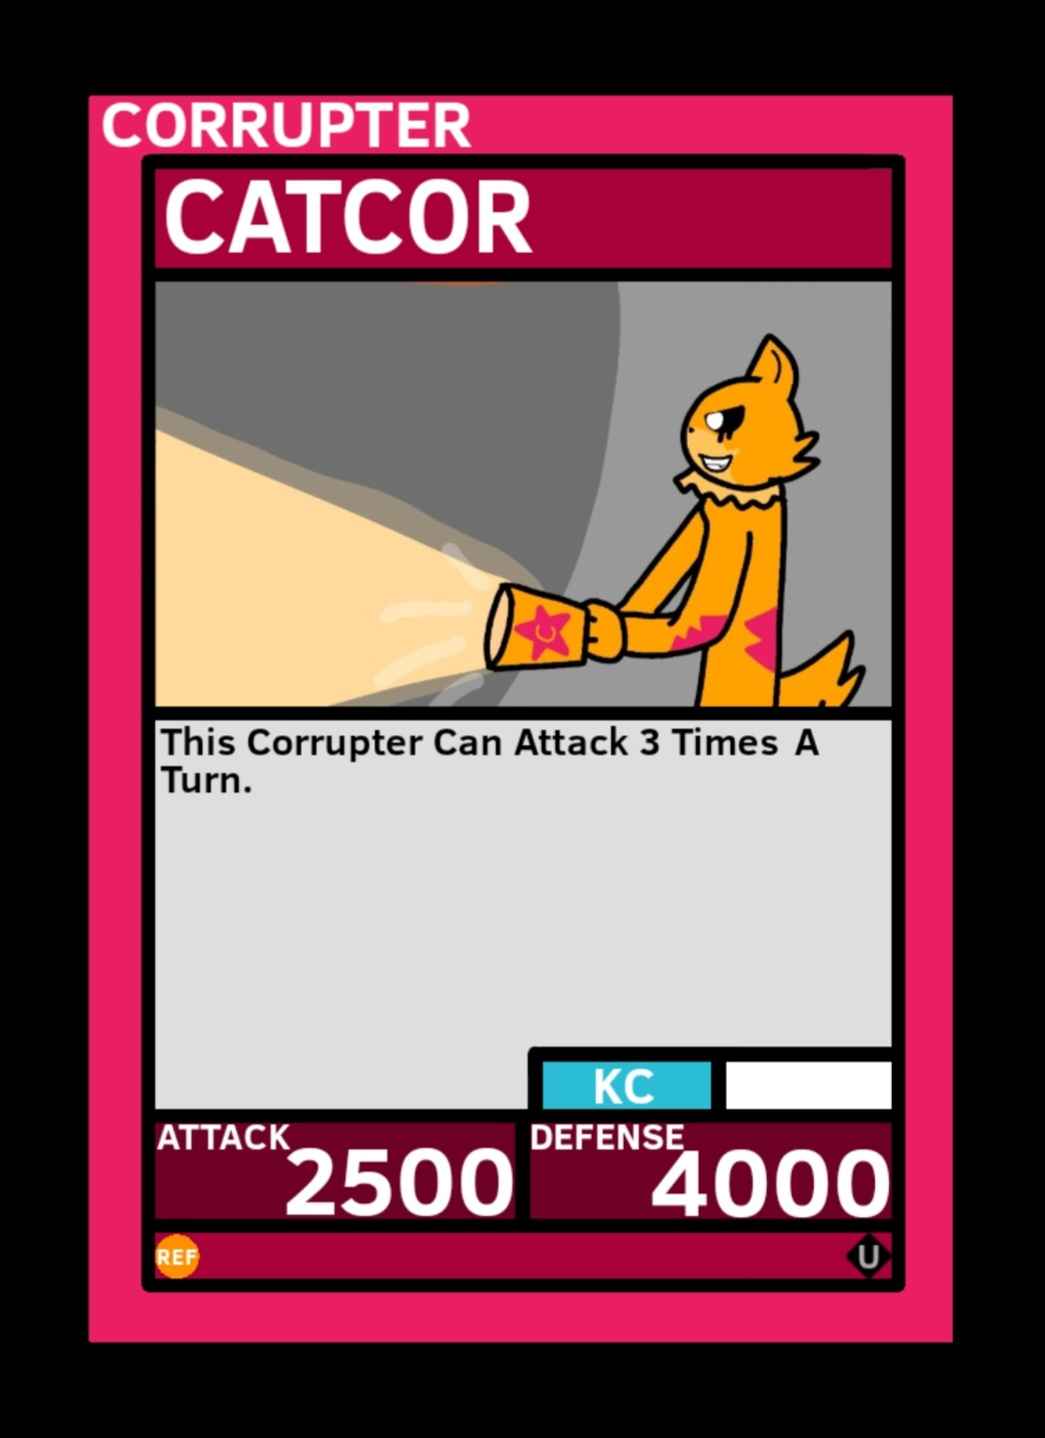 CORRUPTER
CATCOR
C
This Corrupter Can Attack 3 Times A
Turn.
KC
ATTACK
2500
DEFENSE
4000
REF
U